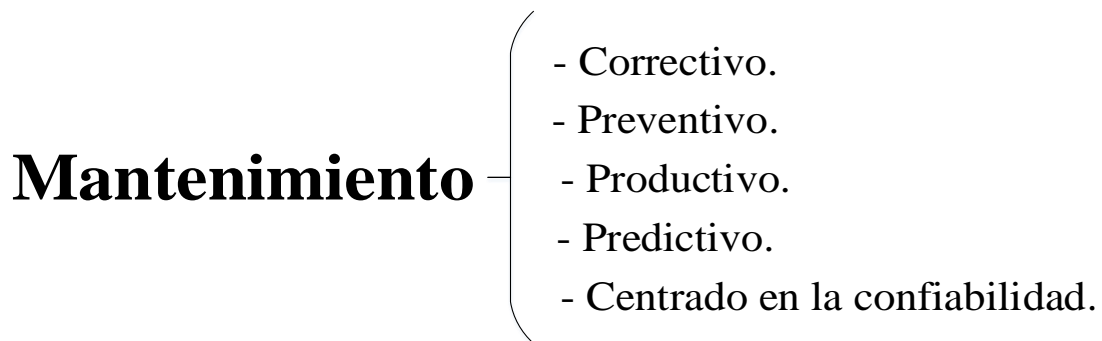 - Correctivo.
- Preventivo.
Mantenimiento
- Productivo.
- Predictivo.
- Centrado en la confiabilidad.